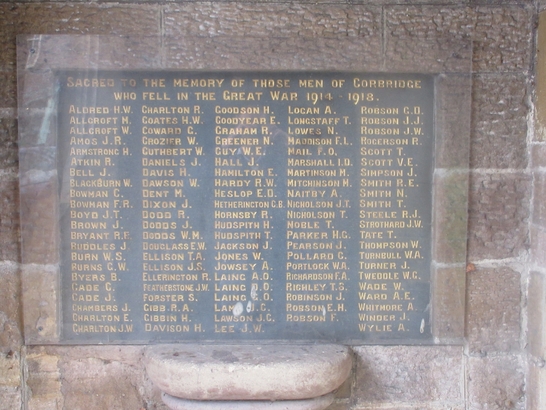 SACRED TO THE MEMORY OF THOSE MEN OF CORBRIDGE
WHO FELL IN THE GREAT WAR 1914 - 1918.
ALDRED H.W. CHARLTON R. GOODSON H. LOGAN A. ROBSON G.D.
ALLCROFT M. COATES H.W. GOODYEAR E. LONGSTAFF T. ROBSON J.J.
ALLCROFT W. COWARD C. GRAHAM R. LOWES N. ROBSON J.W.
AMOS J.R. CROZIER W. GREENER N. MADDISON F.L. ROGERSON R.
ARMSTRONG H. CUTHBERT W. GUY W.E. MAIL F.O. SCOTT T.
ATKIN R. DANIELS J. HALL J. MARSHALL I.D. SCOTT V.E.
BELL J. DAVIS H. HAMILTON E. MARTINSON M. SIMPSON J.
BLACKBURN W. DAWSON W. HARDY R.W. MITCHINSON M. SMITH R.E.
BOWMAN C. DENT M. HESLOP E.D. NAITBY A. SMITH N.
BOWMAN F.R. DIXON J. HETHERINGTON G.B. NICHOLSON J.T. SMITH T.
BOYD J.T. DODD R. HORNSBY R. NICHOLSON T. STEELE R.J.
BROWN J. DODDS J. HUDSPITH H. NOBLE T. STROTHARD J.W.
BRYANT R.P. DODDS W.M. HUDSPITH T. PARKER H.G. TATE T.
RUDDLES J. DOUGLASS E.W. JACKSON J. PEARSON J. THOMPSON W.
BURN W.S. ELLISON T.A. JONES W. POLLARD G. TURNBULL W.A.
BURNS G.W. ELLISON J.S. JOWSEY A. PORTLOCK W.A. TURNER J.
BYERS B. ELLERINGTON R. LAING A.O. RICHARDSON F.A. TWEDDLE E.W.G.
CADE G. FEATHERSTONE J.W. LAING RIGHLEY T.S. WADE W.
CADE J. FORSTER S. LAING ROBINSON J. WARD A.E.
CHAMBERS J. GIBB R.A. J.G. ROBSON E.H. WHITMORE A.
CHARLTON E. GIBBIN H. LAWSON J.G. ROBSON F. WINDER J.
CHARLTON J.W. DAVISON H. LEE J.W. WYLIE A.